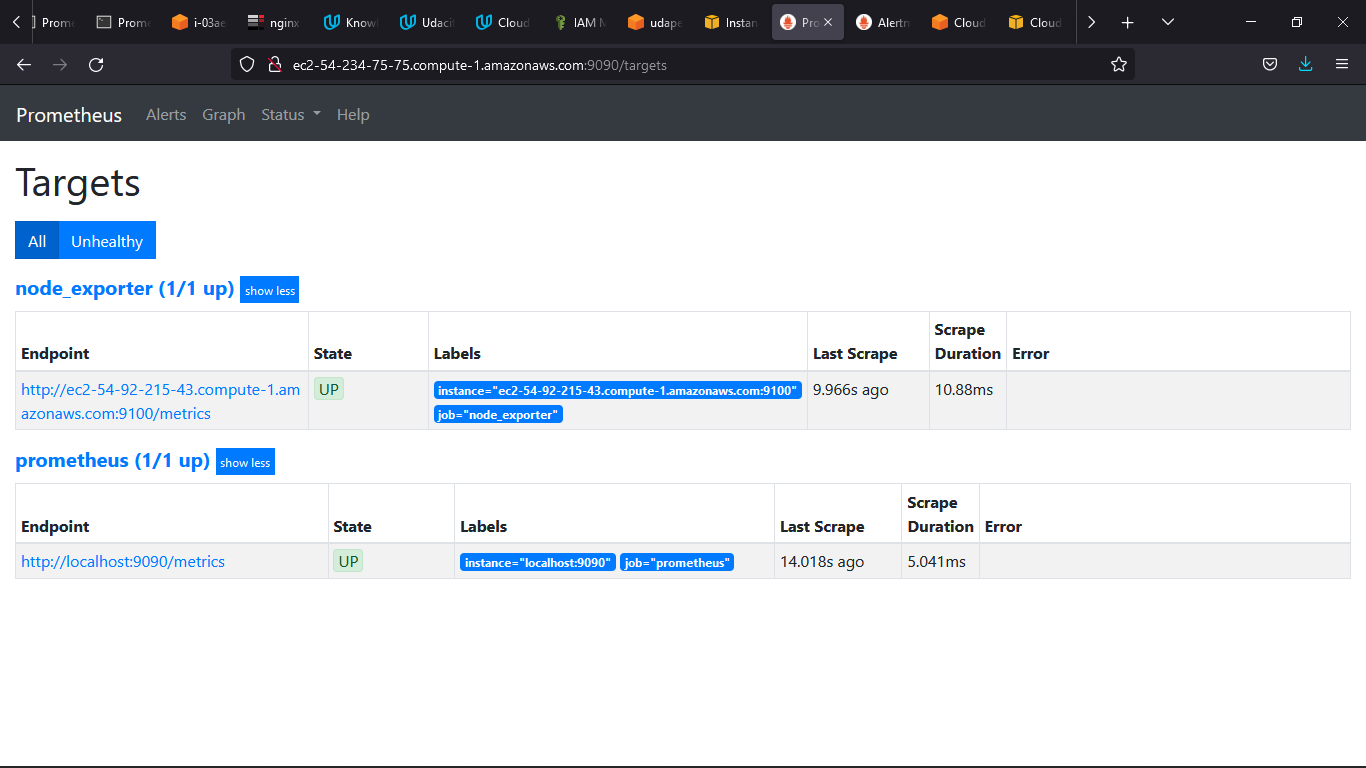 Prome
Prome
i-03ae
nginx
Knowl
Udacit
Cloud
IAM M
udape
Instan
Pro
Alertm
Cloud
Cloud
ec2-54-234-75-75.compute-1.amazonaws.com:9090/targets
Prometheus Alerts Graph Status Help
Targets
All Unhealthy
node_exporter (1/1 up) show less
Endpoint State Labels Last Scrape Scrape Duration Error
http://ec2-54-92-215-43.compute-1.am
azonaws.com:9100/metrics
UP
instance="ec2-54-92-215-43.compute-1.amazonaws.com:9100"
job="node_exporter"
9.966s ago
10.88ms
prometheus (1/1 up) show less
Endpoint State Labels Last Scrape Scrape Duration Error
http://localhost:9090/metrics UP instance="localhost:9090" job="prometheus" 14.018s ago 5.041ms